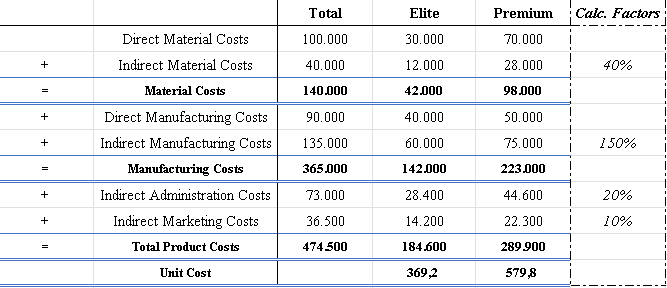 Total Elite Premium Calc. Factors
Direct Material Costs 100.000 30.000 70.000
+ Indirect Material Costs 40.000 12.000 28.000 40%
= Material Costs 140.000 42.000 98.000
+ Direct Manufacturing Costs 90.000 40.000 50.000
+ Indirect Manufacturing Costs 135.000 60.000 75.000 150%
= Manufacturing Costs 365.000 142.000 223.000
+ Indirect Administration Costs 73.000 28.400 44.600 20%
+ Indirect Marketing Costs 36.500 14.200 22.300 10%
= Total Product Costs 474.500 184.600 289.900
Unit Cost 369,2 579,8